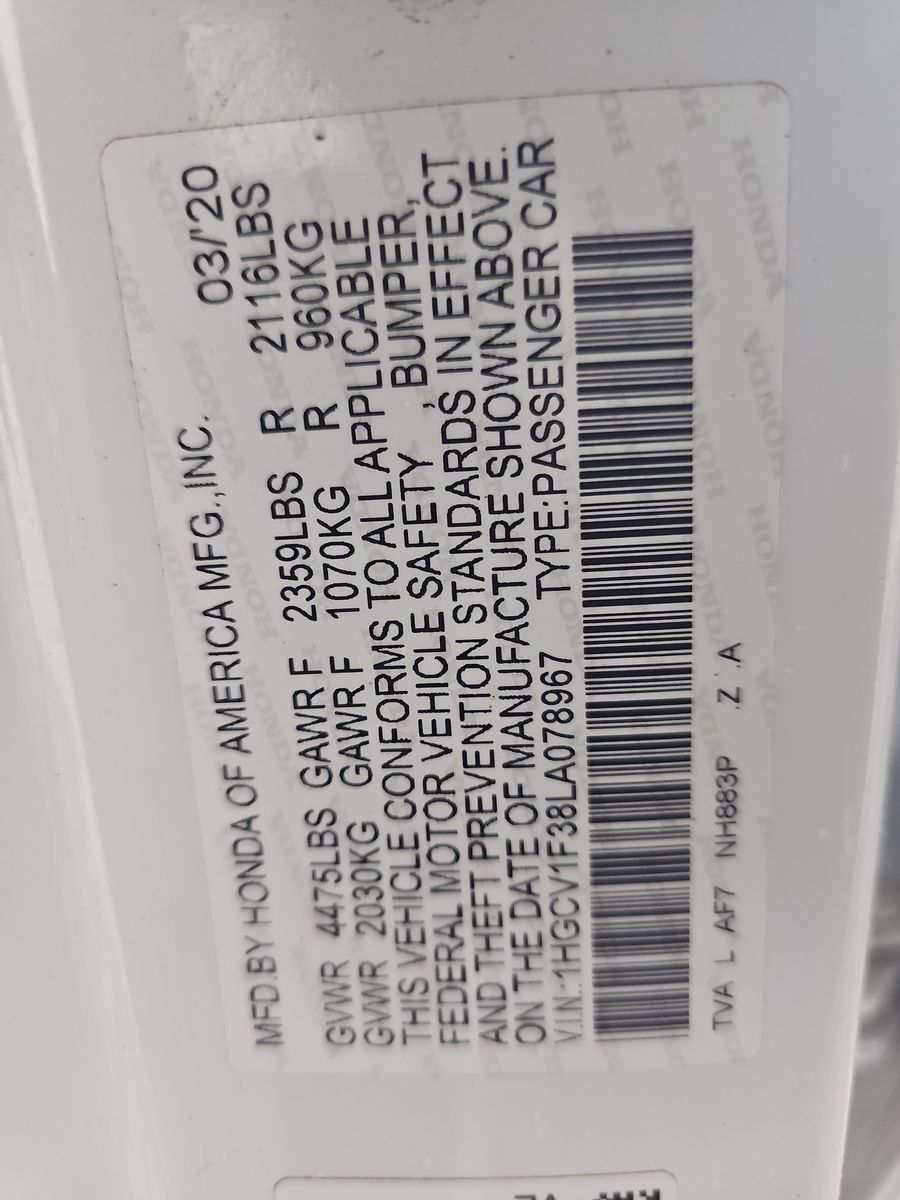 MFD.BY HONDA OF AMERICA MFG.,INC. 03/'20
GVWR 4475LBS GAWR F 2359LBS R 2116LBS
GVWR 2030KG GAWR F 1070KG R 960KG
THIS VEHICLE CONFORMS TO ALL APPLICABLE
FEDERAL MOTOR VEHICLE SAFETY , BUMPER,
AND THEFT PREVENTION STANDARDS IN EFFECT
ON THE DATE OF MANUFACTURE SHOWN ABOVE.
V.I.N.:1HGCV1F38LA078967 TYPE:PASSENGER CAR
TVA L AF7 NH883P